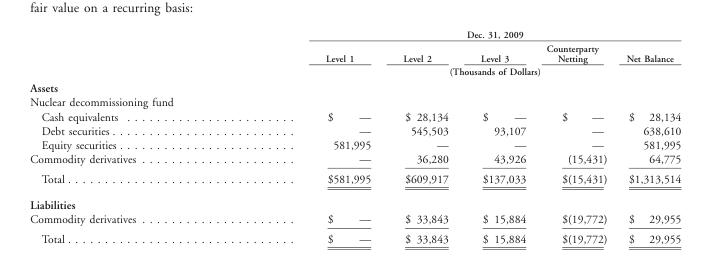 fair value on a recurring basis:
Dec. 31, 2009
Level 1 Level 2 Level 3 Counterparty Netting Net Balance
(Thousands of Dollars)
Assets
Nuclear decommissioning fund
Cash equivalents . . . . . . . . . . . . . . . . . . . . . . . $ — $ 28,134 $ — $ — $ 28,134
Debt securities . . . . . . . . . . . . . . . . . . . . . . . . . — 545,503 93,107 — 638,610
Equity securities . . . . . . . . . . . . . . . . . . . . . . . . 581,995 — — — 581,995
Commodity derivatives . . . . . . . . . . . . . . . . . . . . . — 36,280 43,926 (15,431) 64,775
Total . . . . . . . . . . . . . . . . . . . . . . . . . . . . . . . $581,995 $609,917 $137,033 $(15,431) $1,313,514
Liabilities
Commodity derivatives . . . . . . . . . . . . . . . . . . . . . $ — $ 33,843 $ 15,884 $(19,772) $ 29,955
Total . . . . . . . . . . . . . . . . . . . . . . . . . . . . . . . $ — $ 33,843 $ 15,884 $(19,772) $ 29,955